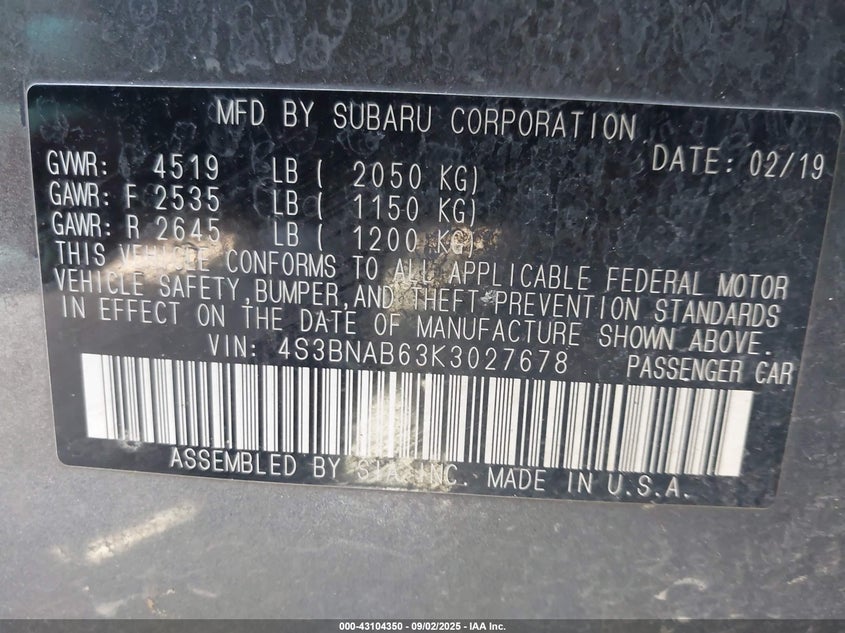 MFD BY SUBARU CORPORATION
GVWR: 4519 LB ( 2050 KG) DATE: 02/19
GAWR: F 2535 LB ( 1150 KG)
GAWR: R 2645 LB ( 1200 KG)
THIS VEHICLE CONFORMS TO ALL APPLICABLE FEDERAL MOTOR
VEHICLE SAFETY,BUMPER,AND THEFT PREVENTION STANDARDS
IN EFFECT ON THE DATE OF MANUFACTURE SHOWN ABOVE.
VIN: 4S3BNAB63K3027678 PASSENGER CAR
ASSEMBLED BY SIA,INC. MADE IN U.S.A.
000-43104350 - 09/02/2025 - IAA Inc.